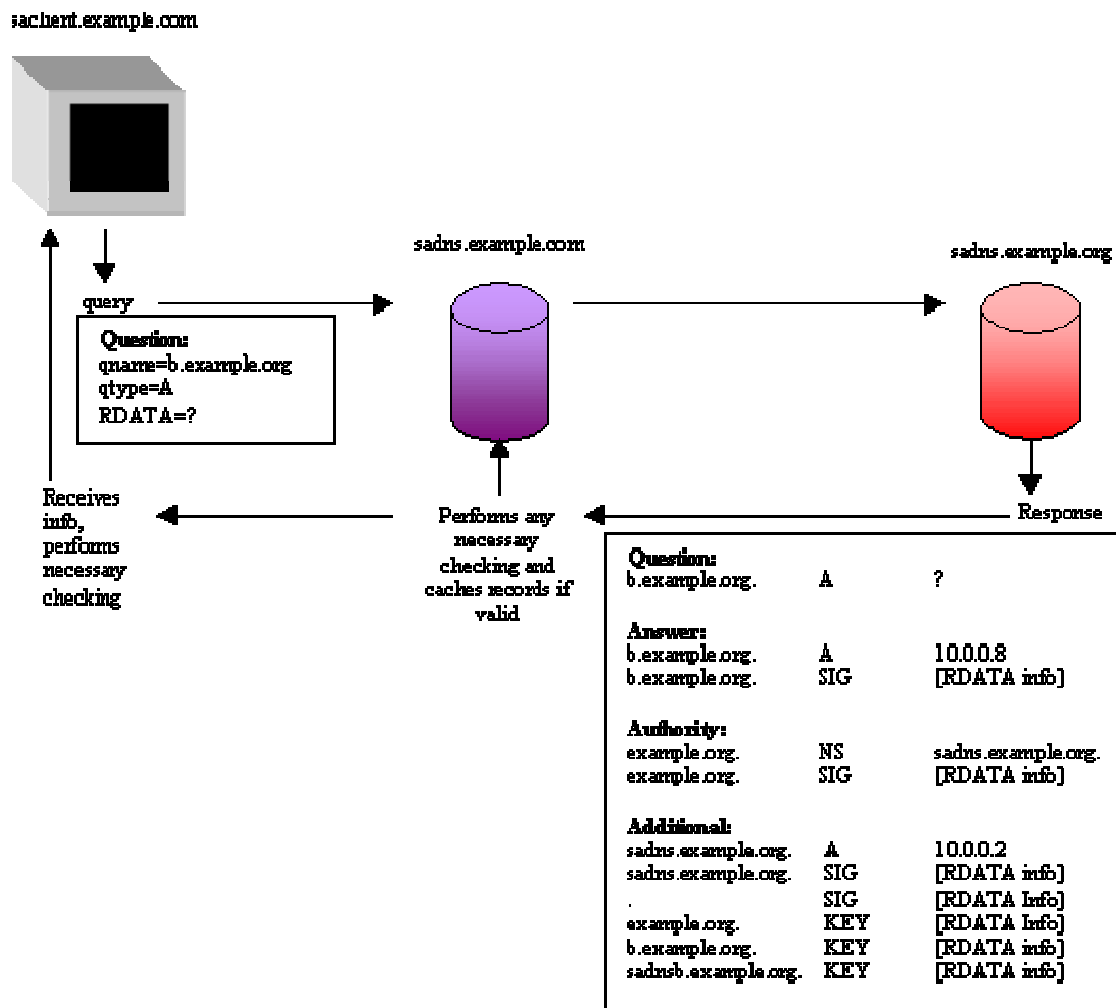 saclient.example.com
sadns.example.com
sadns.example.org
query
Question:
qname=b.example.org
qtype=A
RDATA=?
Receives
info,
performs
necessary
checking
Performs any
necessary
checking and
caches records if
valid
Response
Question:
b.example.org. A ?
Answer:
b.example.org. A 10.0.0.8
b.example.org. SIG [RDATA info]
Authority:
example.org. NS sadns.example.org.
example.org. SIG [RDATA info]
Additional:
sadns.example.org. A 10.0.0.2
sadns.example.org. SIG [RDATA info]
. SIG [RDATA Info]
example.org. KEY [RDATA Info]
b.example.org. KEY [RDATA info]
sadnsb.example.org. KEY [RDATA info]